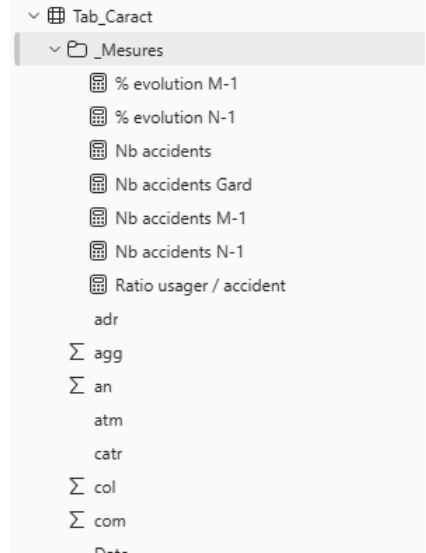 Tab_Caract
_Mesures
% evolution M-1
% evolution N-1
Nb accidents
Nb accidents Gard
Nb accidents M-1
Nb accidents N-1
Ratio usager / accident
adr
agg
an
atm
catr
col
com
Date